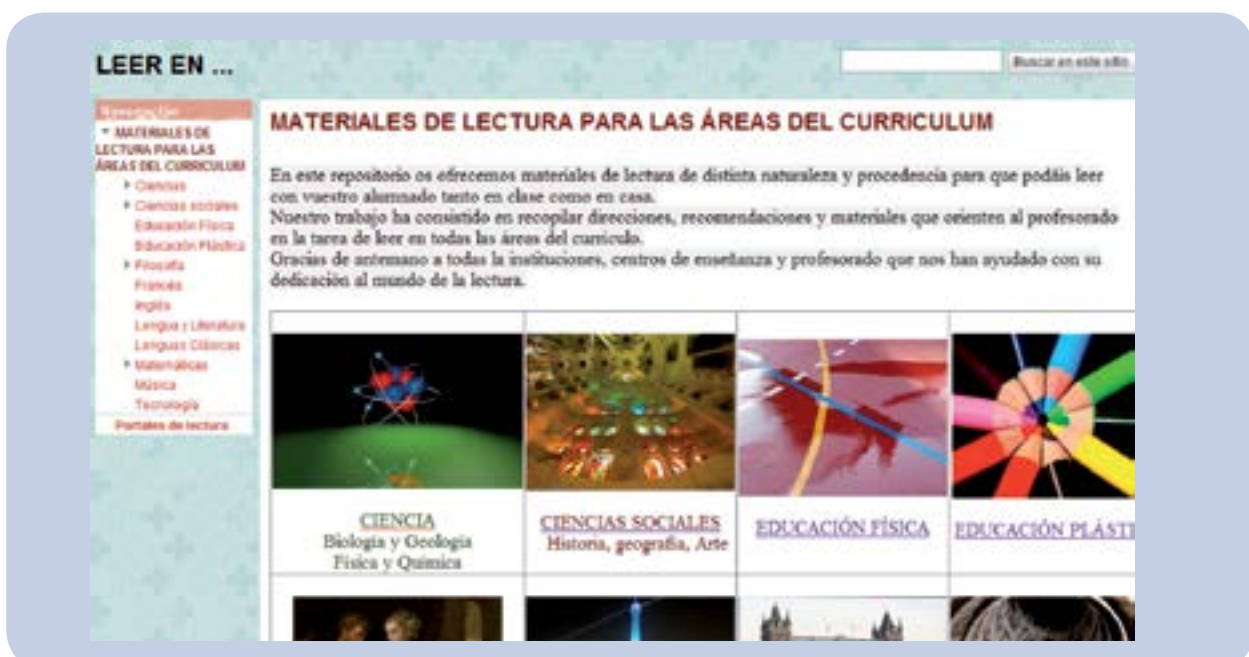 LEER EN ...
Buscar en este sitio
Navegación
MATERIALES DE
LECTURA PARA LAS
ÁREAS DEL CURRICULUM
Ciencias
Ciencias sociales
Educación Física
Educación Plástica
Filosofía
Francés
Inglés
Lengua y Literatura
Lenguas Clásicas
Matemáticas
Música
Tecnología
Portales de lectura
MATERIALES DE LECTURA PARA LAS ÁREAS DEL CURRICULUM
En este repositorio os ofrecemos materiales de lectura de distinta naturaleza y procedencia para que podáis leer
con vuestro alumnado tanto en clase como en casa.
Nuestro trabajo ha consistido en recopilar direcciones, recomendaciones y materiales que orienten al profesorado
en la tarea de leer en todas las áreas del currículo.
Gracias de antemano a todas la instituciones, centros de enseñanza y profesorado que nos han ayudado con su
dedicación al mundo de la lectura.
CIENCIA
Biología y Geología
Física y Química
CIENCIAS SOCIALES
Historia, geografía, Arte
EDUCACIÓN FÍSICA
EDUCACIÓN PLÁSTI